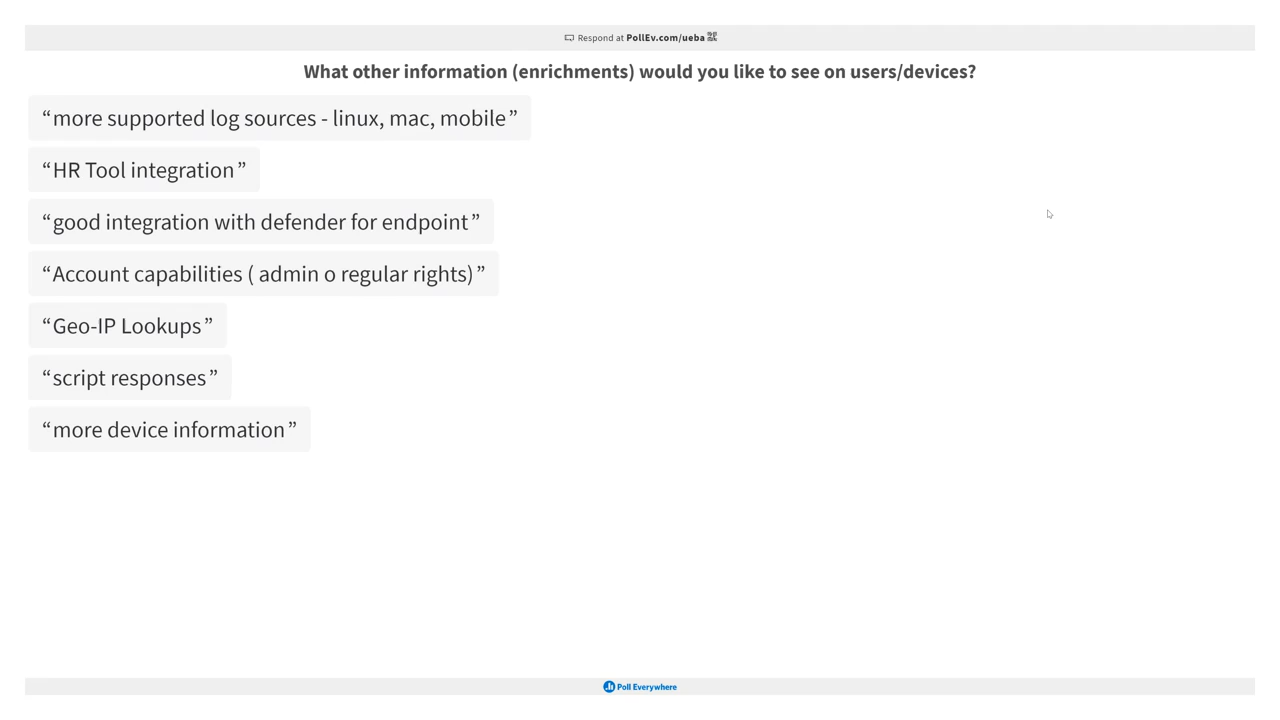 Respond at PollEv.com/ueba
What other information (enrichments) would you like to see on users/devices?
“more supported log sources - linux, mac, mobile”
“HR Tool integration”
“good integration with defender for endpoint”
“Account capabilities ( admin o regular rights)”
“Geo-IP Lookups”
“script responses”
“more device information”
Poll Everywhere